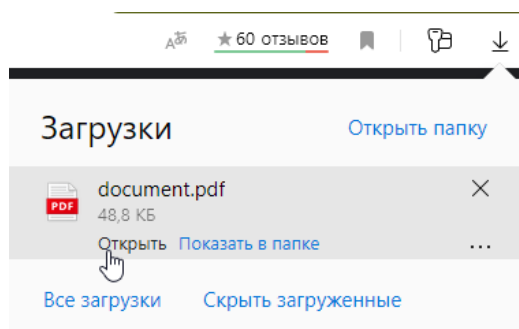 60 отзывов
Загрузки
Открыть папку
document.pdf
PDF
48,8 КБ
Открыть Показать в папке
Все загрузки Скрыть загруженные